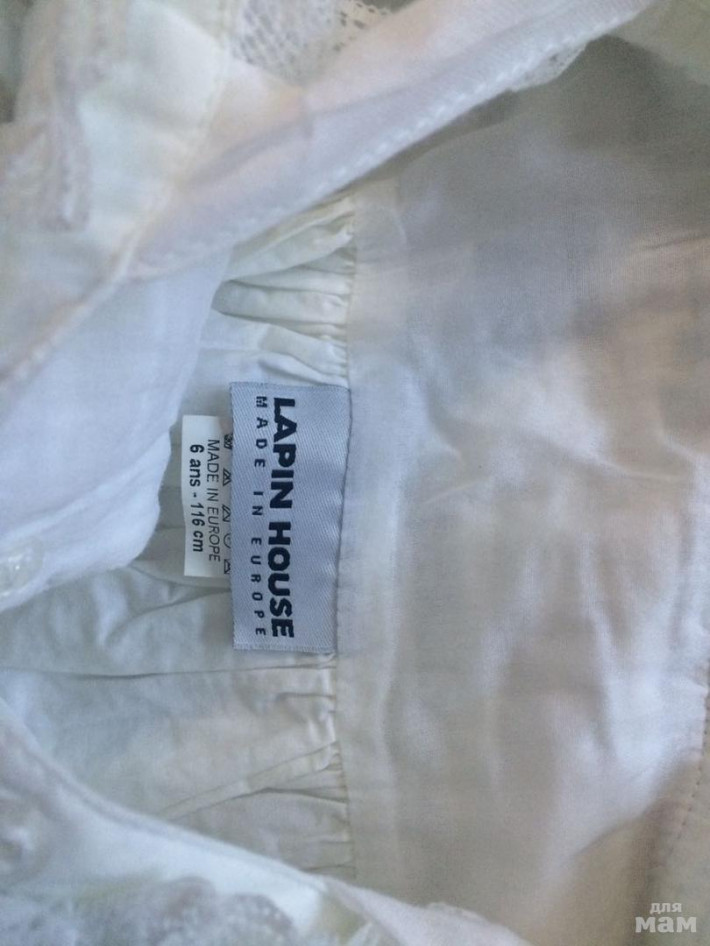 LAPIN HOUSE
MADE IN EUROPE
MADE IN EUROPE
6 ans - 116 cm
для
мам